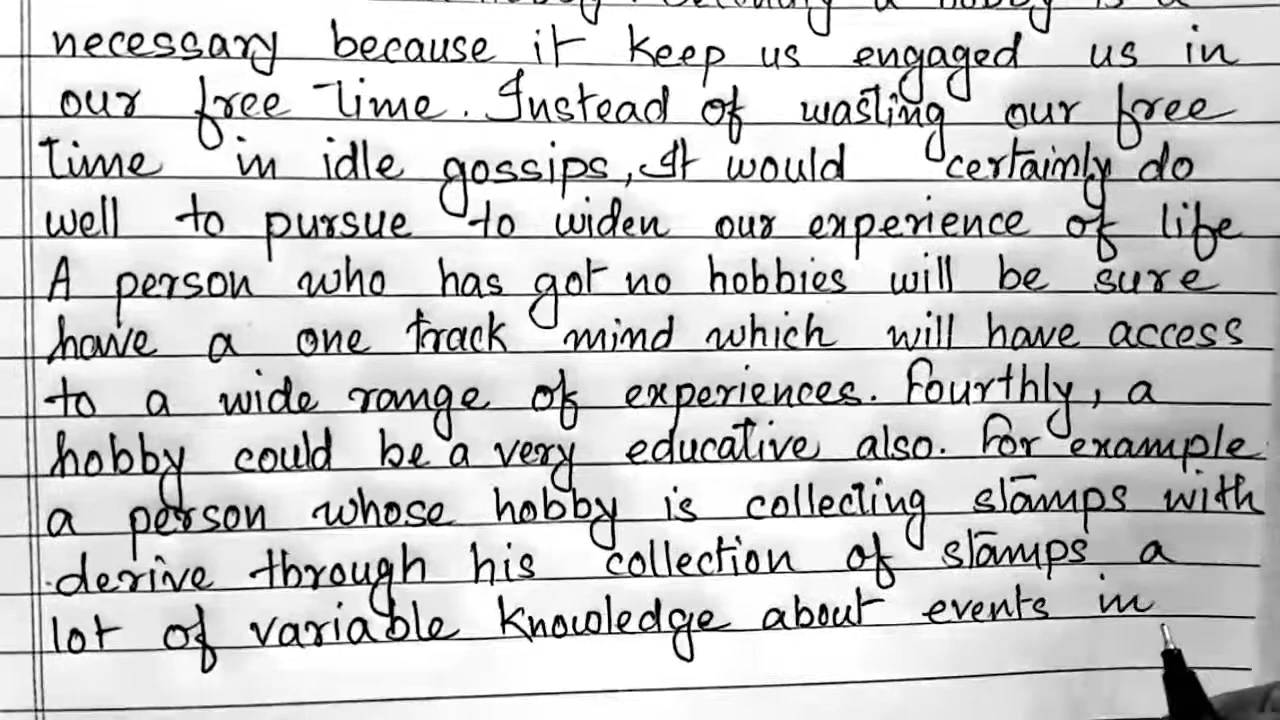 hobby. Secondly a hobby is a
necessary because it keep us engaged us in
our free time. Instead of wasting our free
time in idle gossips, It would certainly do
well to pursue to widen our experience of life
A person who has got no hobbies will be sure
have a one track mind which will have access
to a wide range of experiences. Fourthly, a
hobby could be a very educative also. For example
a person whose hobby is collecting stamps with
derive through his collection of stamps a
lot of variable knowledge about events in